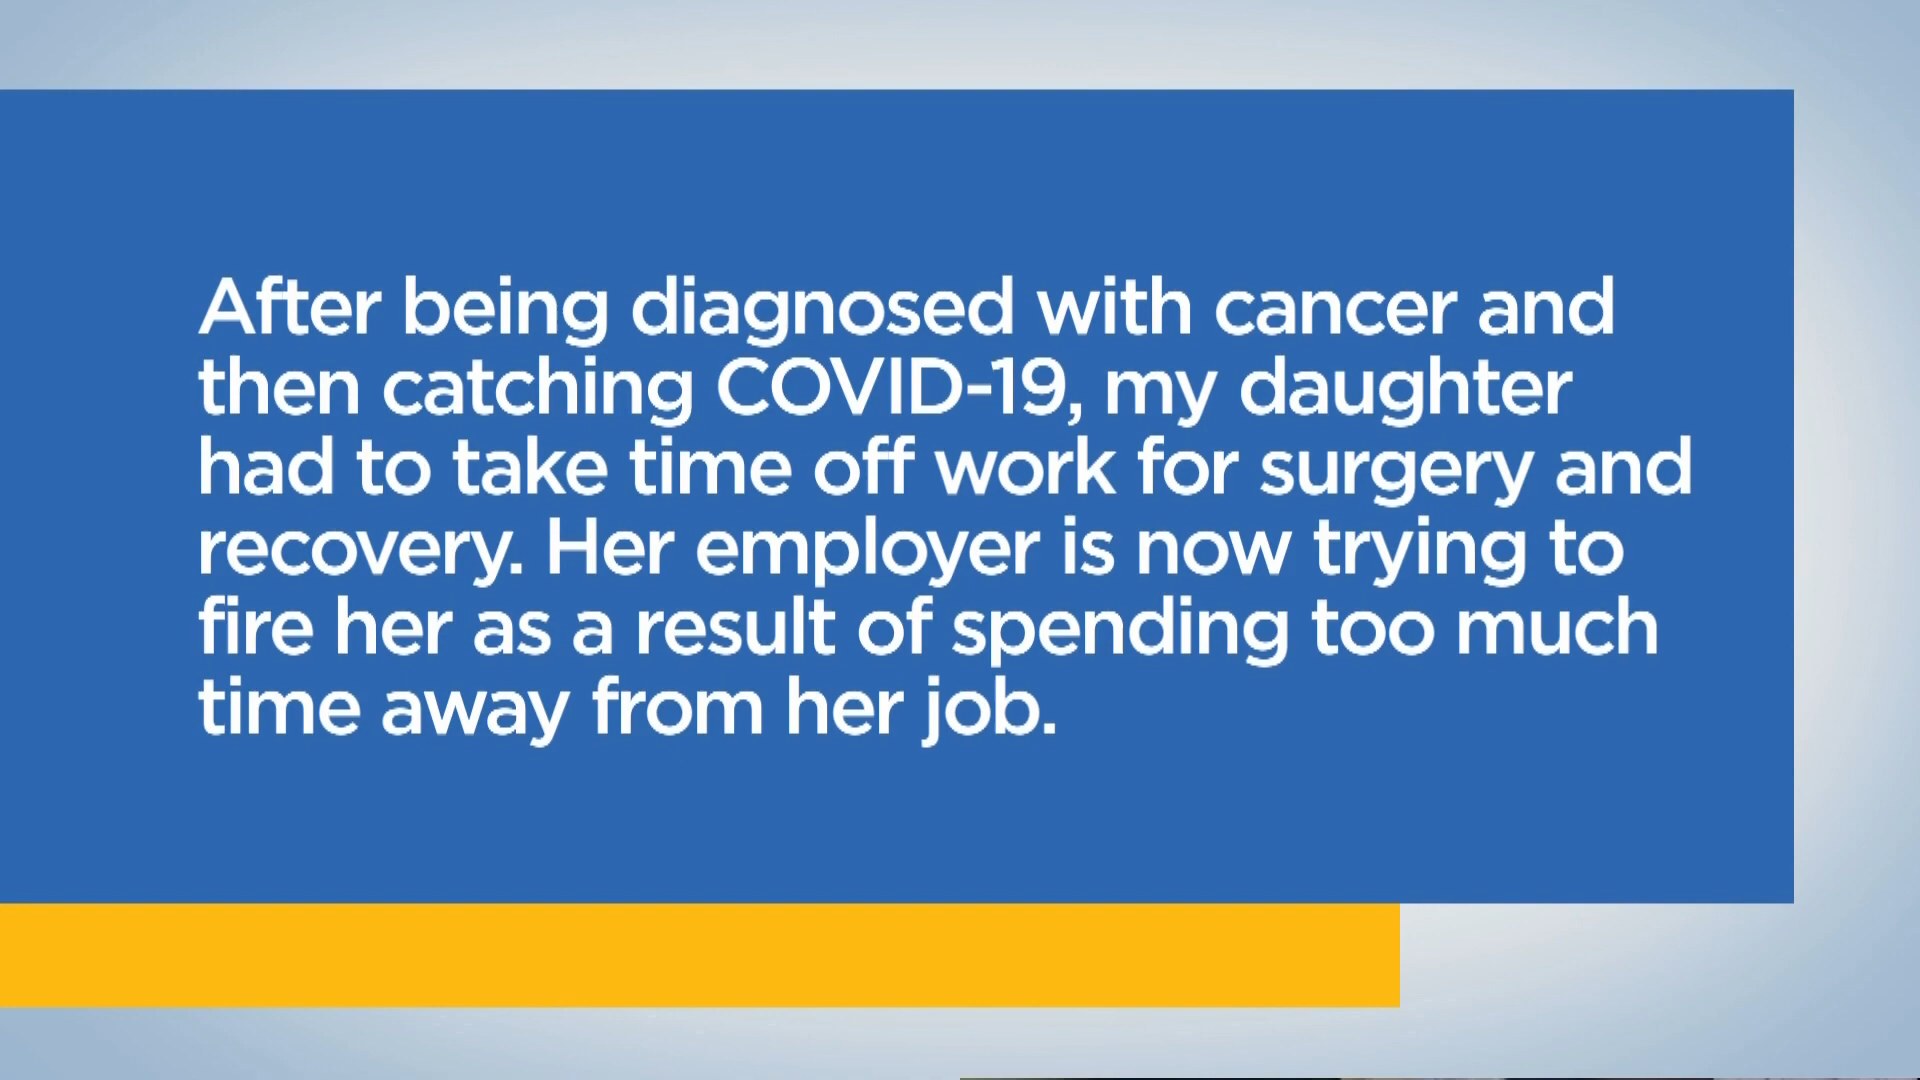 After being diagnosed with cancer and
then catching COVID-19, my daughter
had to take time off work for surgery and
recovery. Her employer is now trying to
fire her as a result of spending too much
time away from her job.